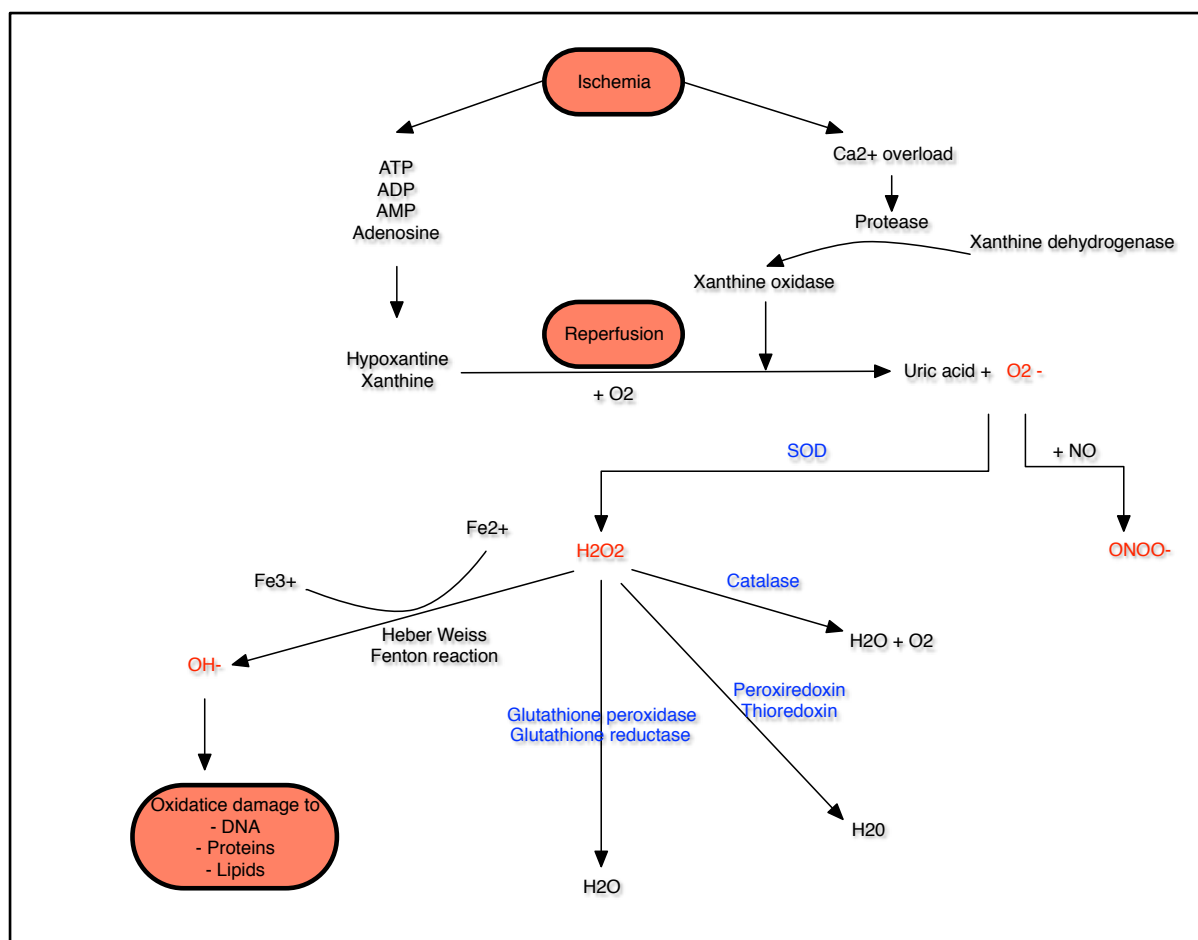 Ischemia
ATP
ADP
AMP
Adenosine
Ca2+ overload
Protease
Xanthine dehydrogenase
Xanthine oxidase
Reperfusion
Hypoxantine
Xanthine
+ O2
Uric acid + O2 -
SOD
+ NO
Fe2+
H2O2
ONOO-
Fe3+
Catalase
Heber Weiss
Fenton reaction
H2O + O2
OH-
Peroxiredoxin
Thioredoxin
Glutathione peroxidase
Glutathione reductase
Oxidatice damage to
- DNA
- Proteins
- Lipids
H20
H2O